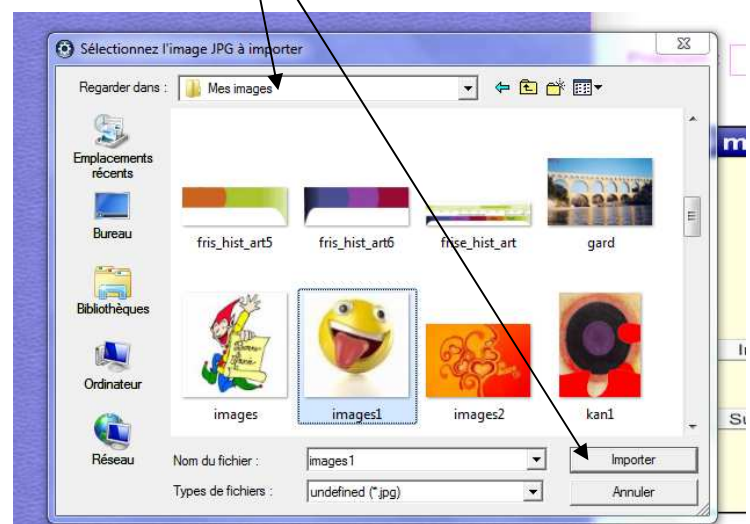 Sélectionnez l'image JPG à importer
Regarder dans :
Mes images
Emplacements
récents
Bureau
Bibliothèques
Ordinateur
Réseau
fris_hist_art5
fris_hist_art6
frise_hist_art
gard
images
images1
images2
kan1
Nom du fichier :
images1
Importer
Types de fichiers :
undefined (*.jpg)
Annuler